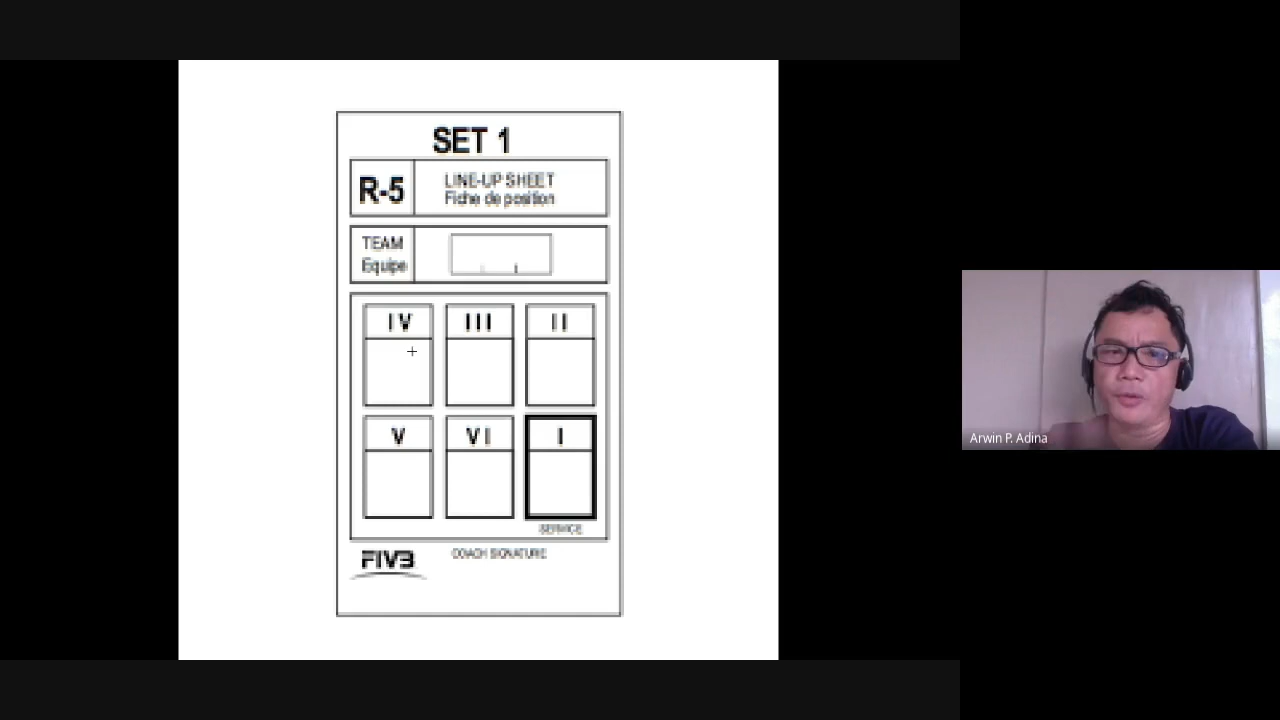 SET 1
R-5
LINE-UP SHEET
Fiche de position
TEAM
Equipe
IV III II
V VI I
SERVICE
FIVB
COACH SIGNATURE
Arwin P. Adina